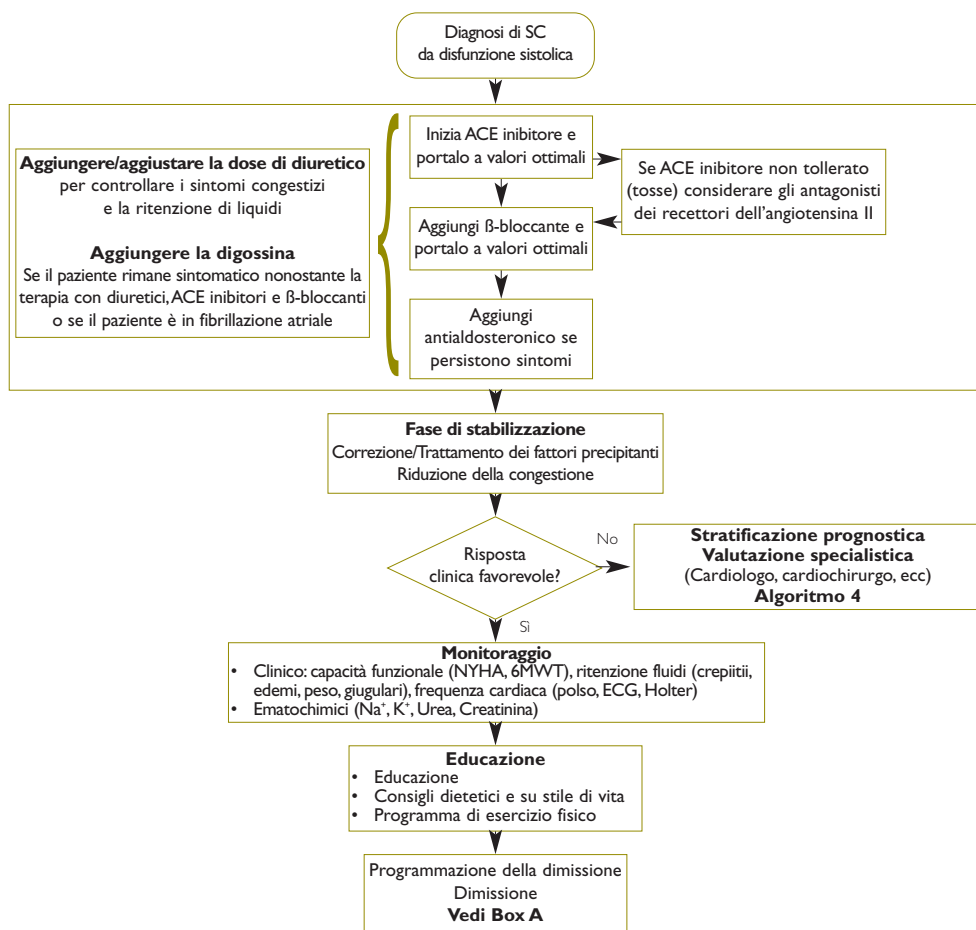 Diagnosi di SC
da disfunzione sistolica
Aggiungere/aggiustare la dose di diuretico
per controllare i sintomi congestizi
e la ritenzione di liquidi
Aggiungere la digossina
Se il paziente rimane sintomatico nonostante la
terapia con diuretici, ACE inibitori e ß-bloccanti
o se il paziente è in fibrillazione atriale
Inizia ACE inibitore e
portalo a valori ottimali
Se ACE inibitore non tollerato
(tosse) considerare gli antagonisti
dei recettori dell'angiotensina II
Aggiungi ß-bloccante e
portalo a valori ottimali
Aggiungi
antialdosteronico se
persistono sintomi
Fase di stabilizzazione
Correzione/Trattamento dei fattori precipitanti
Riduzione della congestione
Risposta
clinica favorevole?
No
Stratificazione prognostica
Valutazione specialistica
(Cardiologo, cardiochirurgo, ecc)
Algoritmo 4
Sì
Monitoraggio
• Clinico: capacità funzionale (NYHA, 6MWT), ritenzione fluidi (crepiitii,
edemi, peso, giugulari), frequenza cardiaca (polso, ECG, Holter)
• Ematochimici (Na⁺, K⁺, Urea, Creatinina)
Educazione
• Educazione
• Consigli dietetici e su stile di vita
• Programma di esercizio fisico
Programmazione della dimissione
Dimissione
Vedi Box A